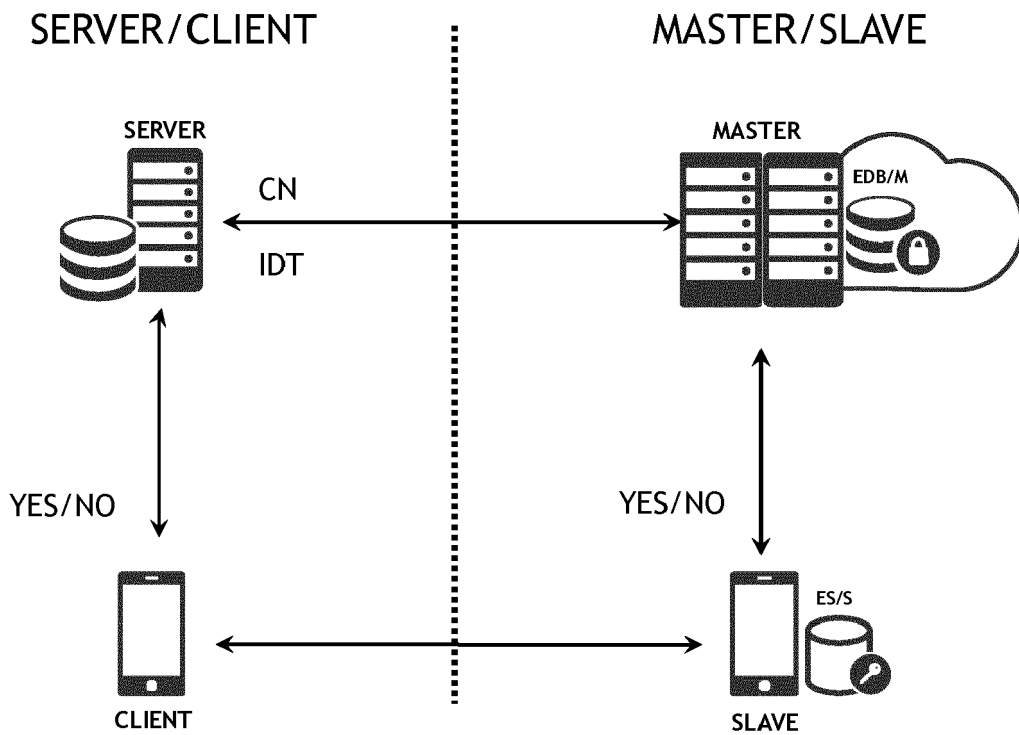 SERVER/CLIENT
MASTER/SLAVE
SERVER
MASTER
EDB/M
CN
IDT
YES/NO
YES/NO
ES/S
CLIENT
SLAVE